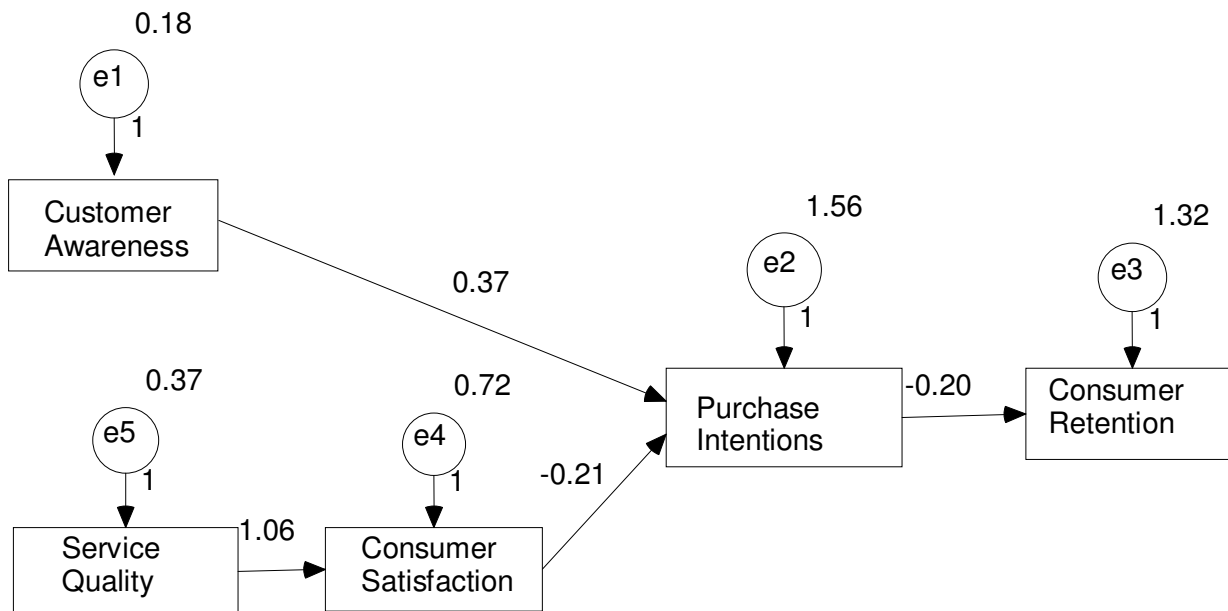 0.18
e1
1
Customer
Awareness
0.37
1.56
e2
1
1.32
e3
1
Purchase
Intentions
-0.20
Consumer
Retention
0.37
e5
1
0.72
e4
1
-0.21
Service
Quality
1.06
Consumer
Satisfaction